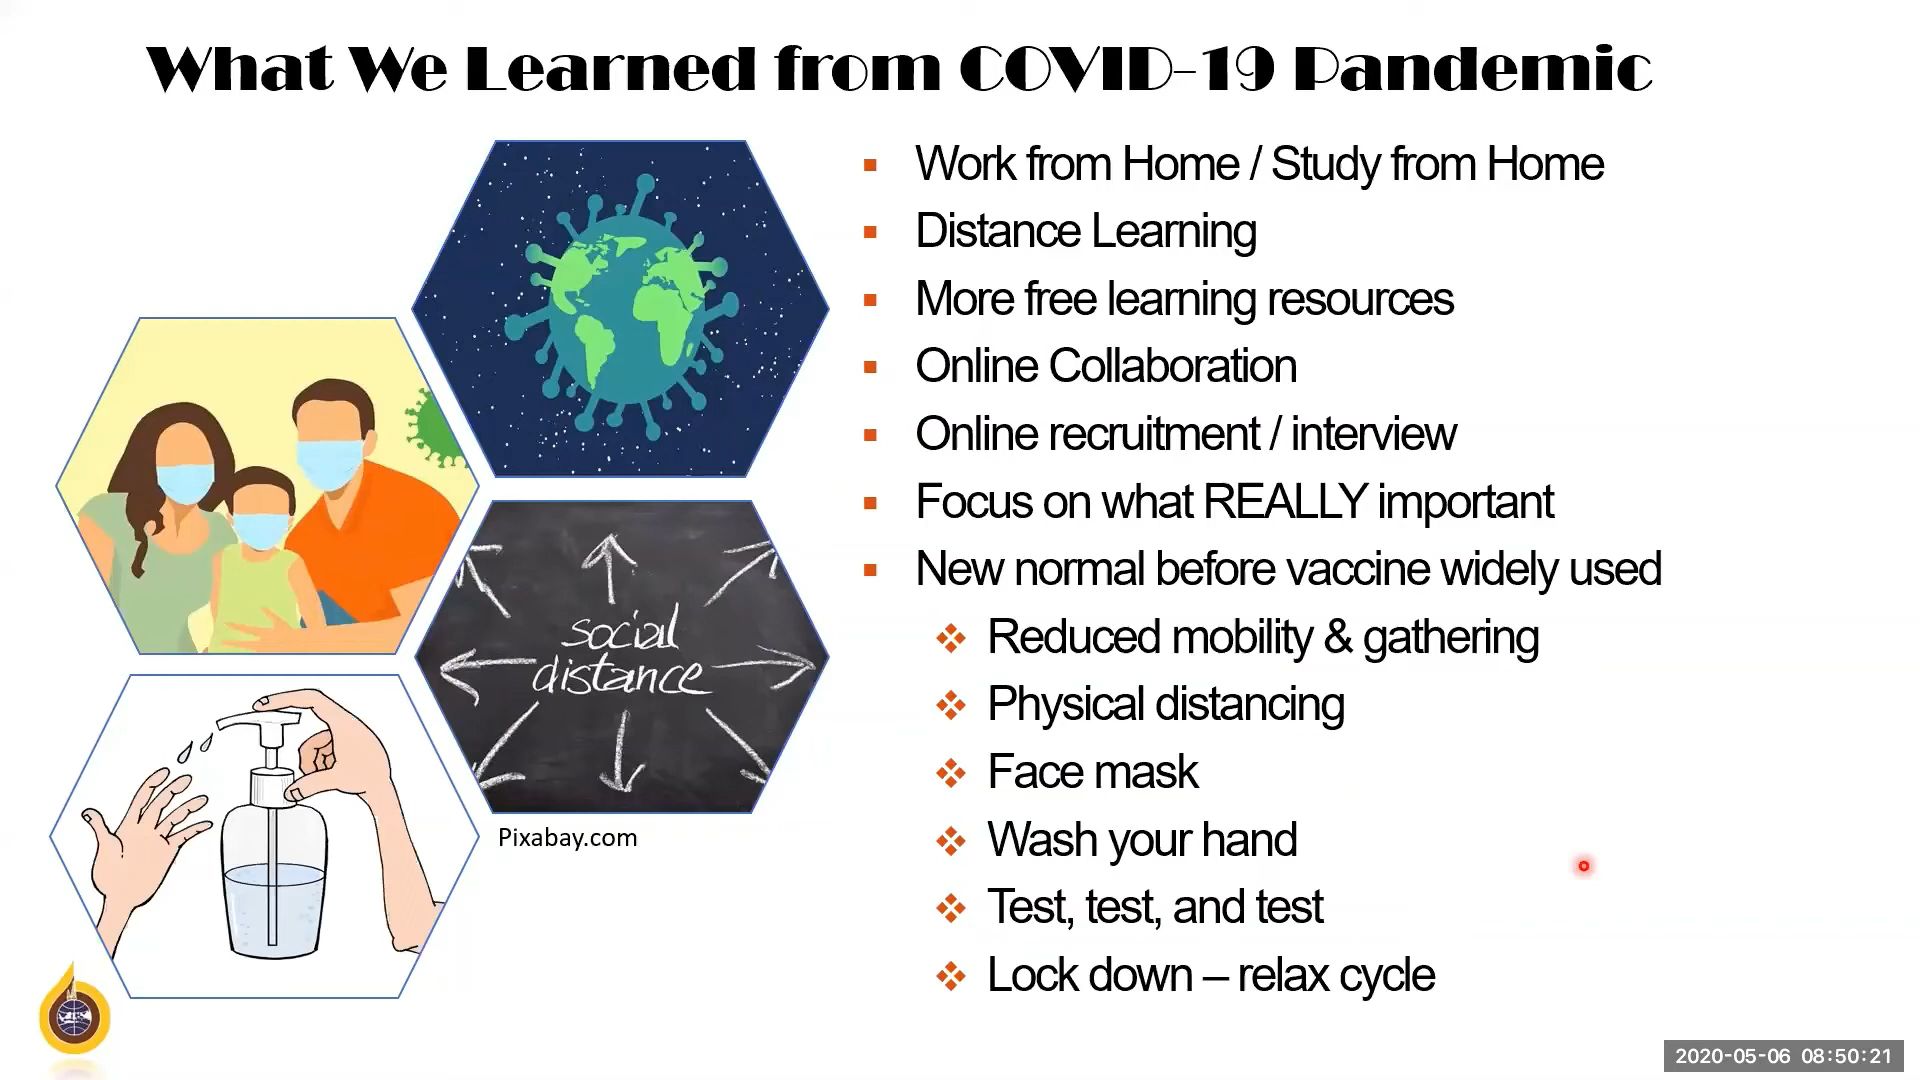 What We Learned from COVID-19 Pandemic
Work from Home / Study from Home
Distance Learning
More free learning resources
Online Collaboration
Online recruitment / interview
Focus on what REALLY important
New normal before vaccine widely used
Reduced mobility & gathering
Physical distancing
Face mask
Wash your hand
Test, test, and test
Lock down – relax cycle
social
distance
Pixabay.com
2020-05-06 08:50:21